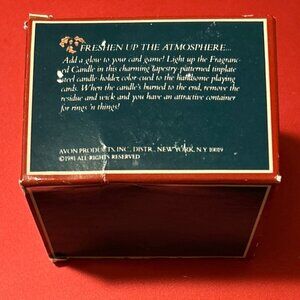 FRESHEN UP THE ATMOSPHERE...
Add a glow to your card game! Light up the Fragranc-
ed Candle in this charming Tapestry-patterned tinplate
steel candle-holder, color-cued to the handsome playing
cards. When the candle's burned to the end, remove the
residue and wick and you have an attractive container
for rings 'n things!
AVON PRODUCTS, INC., DISTR., NEW YORK, N.Y. 10019
©1981 ALL RIGHTS RESERVED